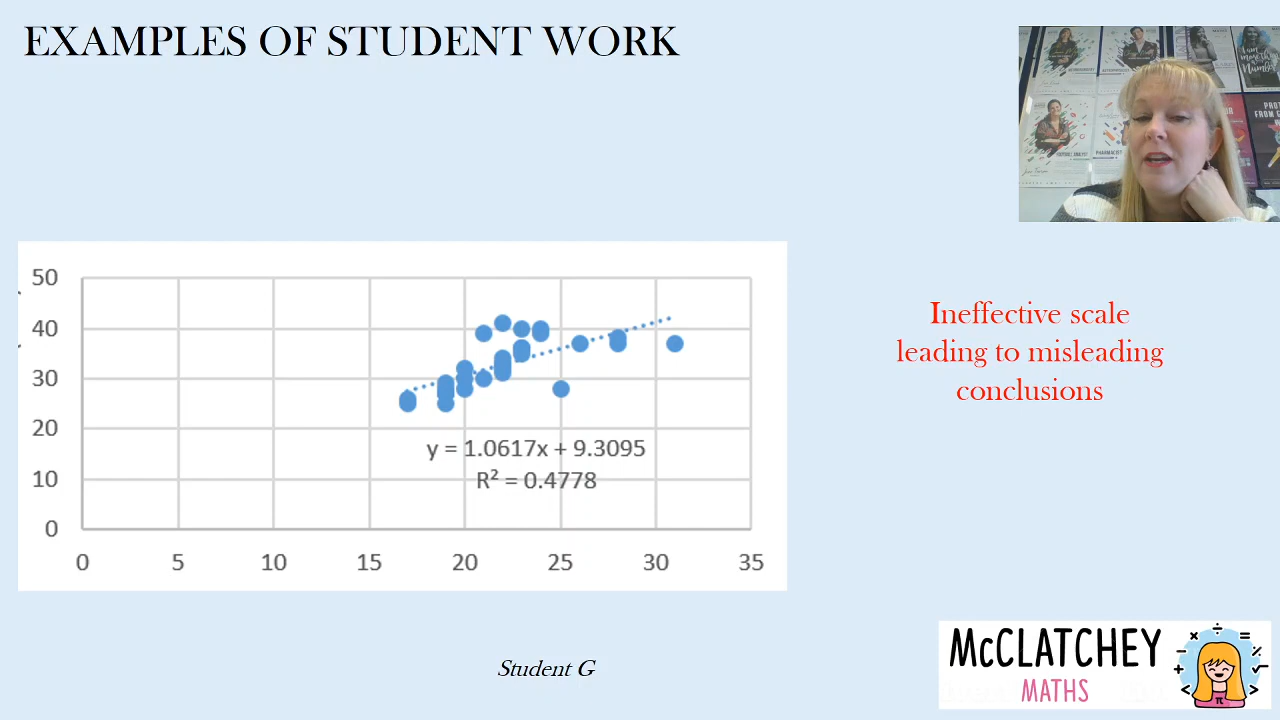 EXAMPLES OF STUDENT WORK
50
40
30
20
10
0
y = 1.0617x + 9.3095
R² = 0.4778
0 5 10 15 20 25 30 35
Ineffective scale
leading to misleading
conclusions
Student G
McCLATCHEY
MATHS